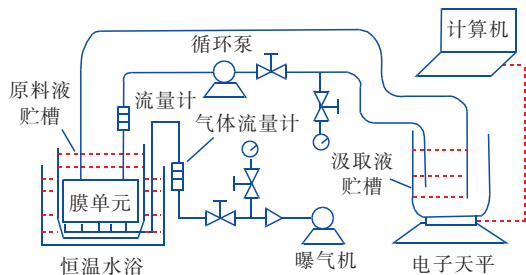 计算机
循环泵
原料液
贮槽
流量计
气体流量计
汲取液
贮槽
膜单元
恒温水浴
曝气机
电子天平